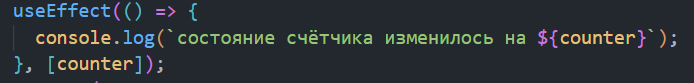 useEffect(() => {
  console.log(`состояние счётчика изменилось на ${counter}`);
}, [counter]);